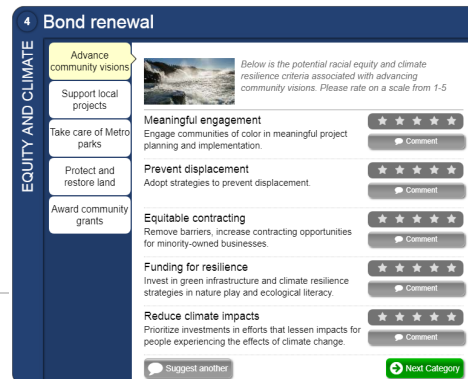 4 Bond renewal
EQUITY AND CLIMATE
Advance
community visions
Support local
projects
Take care of Metro
parks
Protect and
restore land
Award community
grants
Below is the potential racial equity and climate
resilience criteria associated with advancing
community visions. Please rate on a scale from 1-5
Meaningful engagement
Engage communities of color in meaningful project
planning and implementation.
Comment
Prevent displacement
Adopt strategies to prevent displacement.
Comment
Equitable contracting
Remove barriers, increase contracting opportunities
for minority-owned businesses.
Comment
Funding for resilience
Invest in green infrastructure and climate resilience
strategies in nature play and ecological literacy.
Comment
Reduce climate impacts
Prioritize investments in efforts that lessen impacts for
people experiencing the effects of climate change.
Comment
Suggest another
Next Category